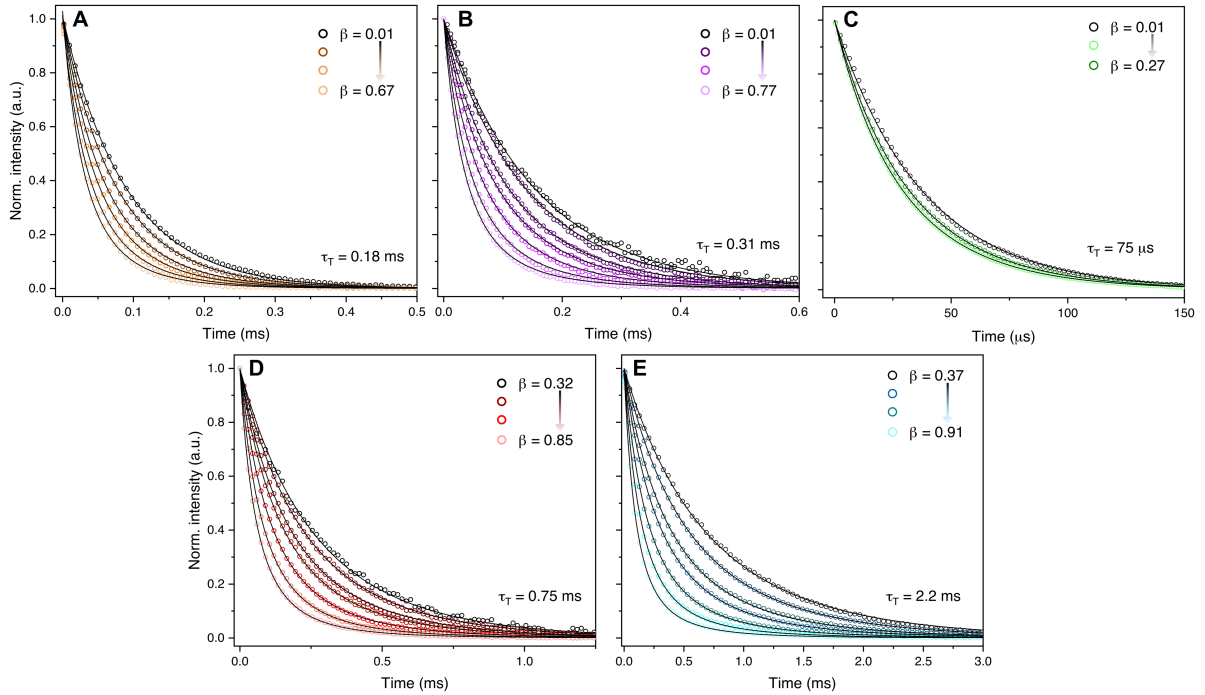 A
β = 0.01
β = 0.67
τT = 0.18 ms
Norm. intensity (a.u.)
1.0
0.8
0.6
0.4
0.2
0.0
0.0
0.1
0.2
0.3
0.4
0.5
Time (ms)
B
β = 0.01
β = 0.77
τT = 0.31 ms
0.0
0.2
0.4
0.6
Time (ms)
C
β = 0.01
β = 0.27
τT = 75 μs
0
50
100
150
Time (μs)
D
β = 0.32
β = 0.85
τT = 0.75 ms
Norm. intensity (a.u.)
1.0
0.8
0.6
0.4
0.2
0.0
0.0
0.5
1.0
Time (ms)
E
β = 0.37
β = 0.91
τT = 2.2 ms
0.0
0.5
1.0
1.5
2.0
2.5
3.0
Time (ms)